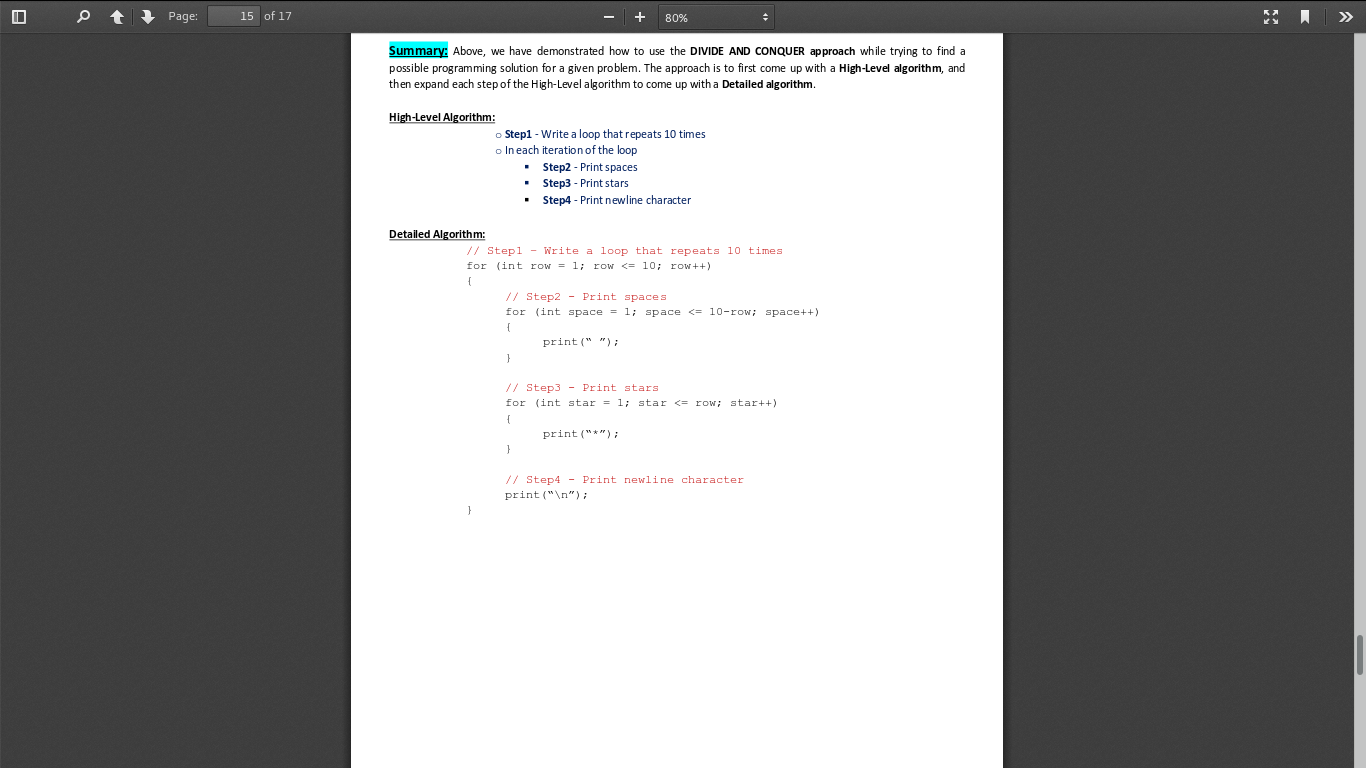 Page: 15 of 17 80%
Summary: Above, we have demonstrated how to use the DIVIDE AND CONQUER approach while trying to find a
possible programming solution for a given problem. The approach is to first come up with a High-Level algorithm, and
then expand each step of the High-Level algorithm to come up with a Detailed algorithm.
High-Level Algorithm:
o Step1 - Write a loop that repeats 10 times
o In each iteration of the loop
▪ Step2 - Print spaces
▪ Step3 - Print stars
▪ Step4 - Print newline character
Detailed Algorithm:
// Step1 - Write a loop that repeats 10 times
for (int row = 1; row <= 10; row++)
{
// Step2 - Print spaces
for (int space = 1; space <= 10-row; space++)
{
print(“ ”);
}
// Step3 - Print stars
for (int star = 1; star <= row; star++)
{
print(“*”);
}
// Step4 - Print newline character
print(“\n”);
}